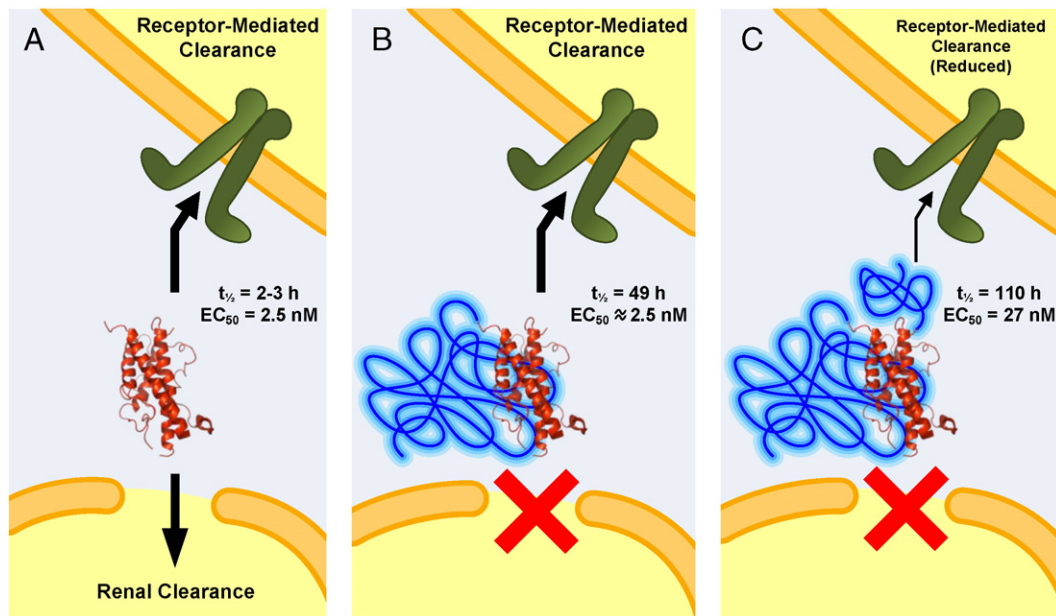 A
Receptor-Mediated
Clearance
t½ = 2-3 h
EC₅₀ = 2.5 nM
Renal Clearance
B
Receptor-Mediated
Clearance
t½ = 49 h
EC₅₀ ≈ 2.5 nM
C
Receptor-Mediated
Clearance
(Reduced)
t½ = 110 h
EC₅₀ = 27 nM